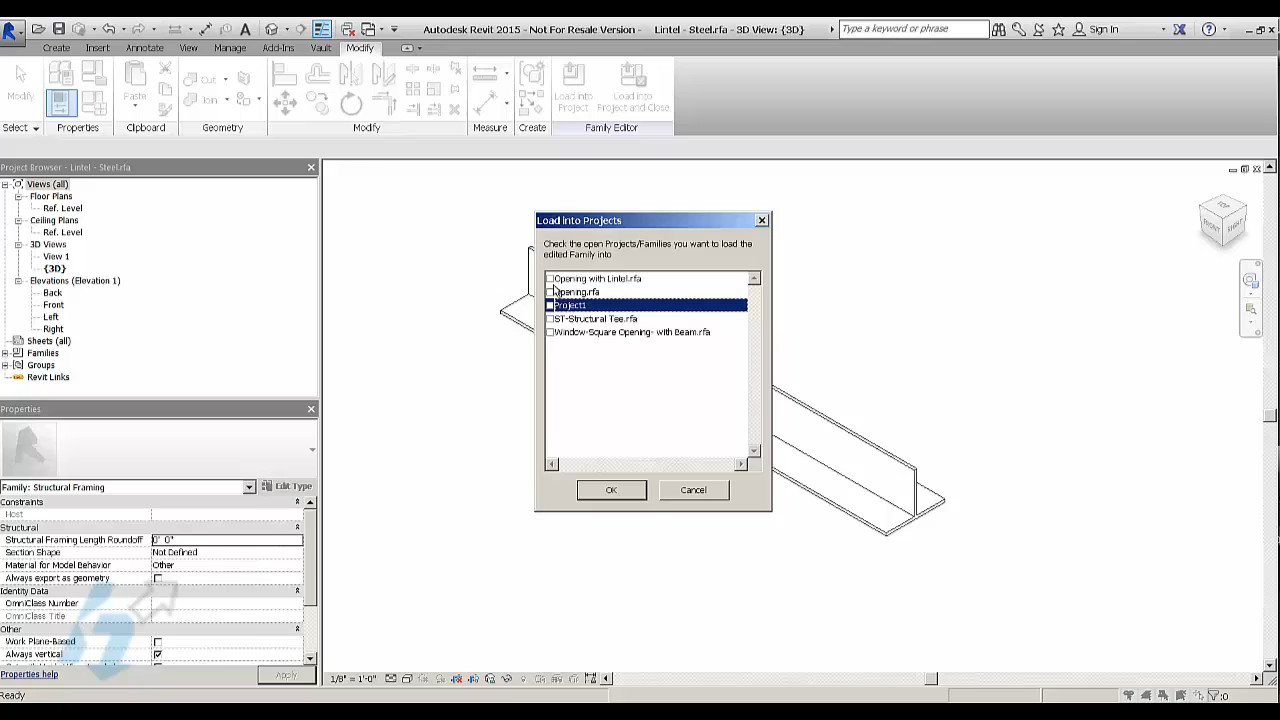 Autodesk Revit 2015 - Not For Resale Version - Lintel - Steel.rfa - 3D View: {3D}
Type a keyword or phrase
Sign In
Create Insert Annotate View Manage Add-Ins Vault Modify
Modify
Paste
Cut
Join
Load into Project
Load into Project and Close
Select Properties Clipboard Geometry Modify Measure Create Family Editor
Project Browser - Lintel - Steel.rfa
Views (all)
Floor Plans
Ref. Level
Ceiling Plans
Ref. Level
3D Views
View 1
{3D}
Elevations (Elevation 1)
Back
Front
Left
Right
Sheets (all)
Families
Groups
Revit Links
Properties
Family: Structural Framing
Edit Type
Constraints
Host
Structural
Structural Framing Length Roundoff 0' 0"
Section Shape Not Defined
Material for Model Behavior Other
Always export as geometry
Identity Data
OmniClass Number
OmniClass Title
Other
Work Plane-Based
Always vertical
Properties help
Apply
Load into Projects
Check the open Projects/Families you want to load the
edited Family into
Opening with Lintel.rfa
Opening.rfa
Project1
ST-Structural Tee.rfa
Window-Square Opening- with Beam.rfa
OK
Cancel
TOP
FRONT
RIGHT
1/8" = 1'-0"
Ready
:0